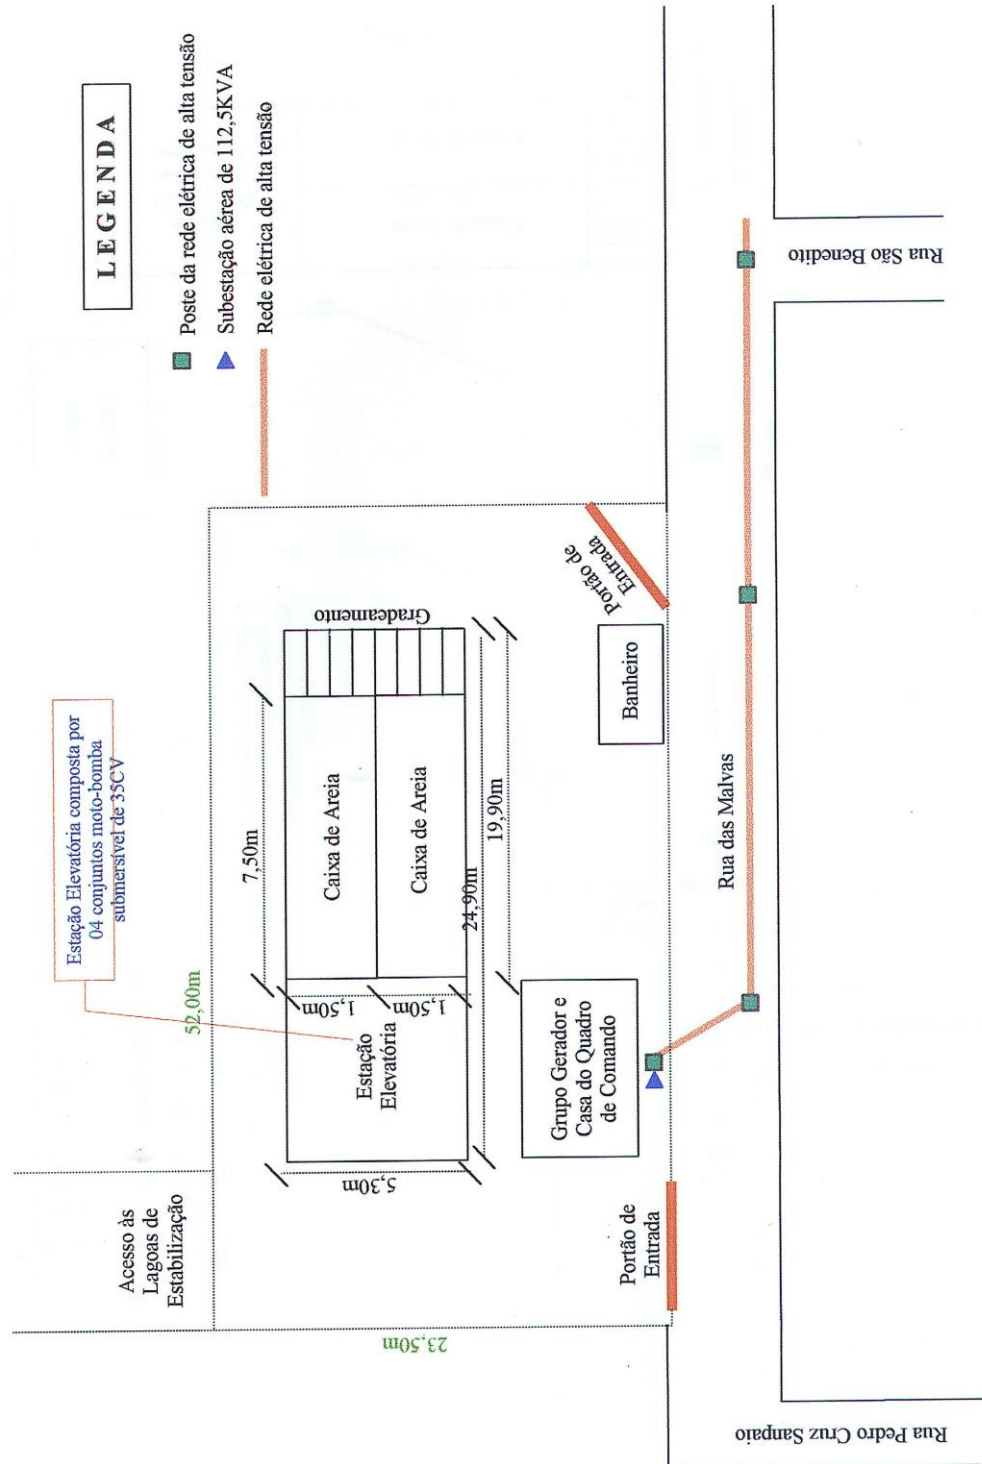 LEGENDA
Poste da rede elétrica de alta tensão
Subestação aérea de 112,5KVA
Rede elétrica de alta tensão
Estação Elevatória composta por
04 conjuntos moto-bomba
submersível de 35CV
52,00m
Acesso às
Lagoas de
Estabilização
23,50m
7,50m
Caixa de Areia
Caixa de Areia
Gradeamento
1,50m
1,50m
Estação
Elevatória
5,30m
24,90m
19,90m
Grupo Gerador e
Casa do Quadro
de Comando
Banheiro
Portão de
Entrada
Portão de
Entrada
Rua das Malvas
Rua São Benedito
Rua Pedro Cruz Sanpaio